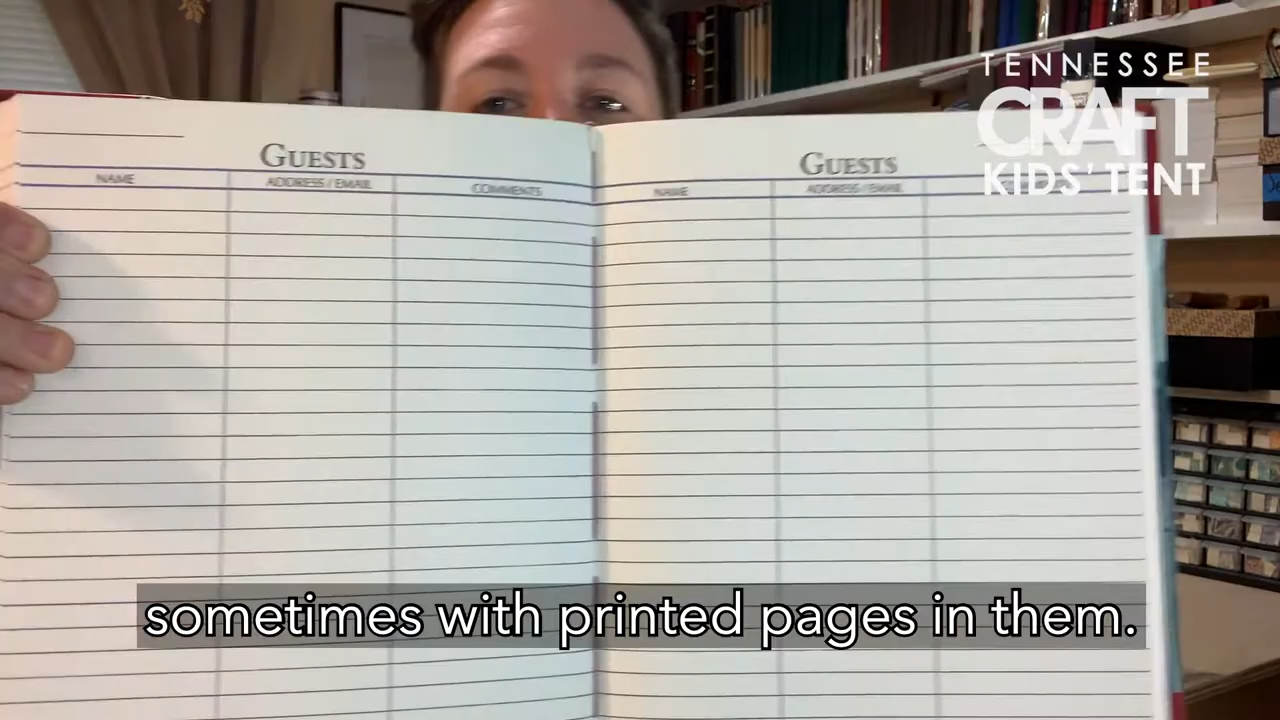 TENNESSEE
CRAFT
KIDS' TENT
GUESTS
NAME ADDRESS / EMAIL COMMENTS
GUESTS
NAME ADDRESS / EMAIL
sometimes with printed pages in them.